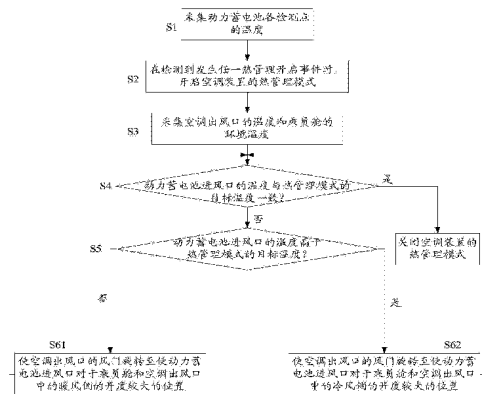 S1
采集动力蓄电池各检测点
的温度
S2
在检测到发生任一热管理开启事件时,
开启空调装置的热管理模式
S3
采集空调出风口的温度和乘员舱的
环境温度
S4
动力蓄电池进风口的温度与热管理模式的
目标温度一致?
是
否
S5
动力蓄电池进风口的温度高于
热管理模式的目标温度?
关闭空调装置的
热管理模式
否
是
S61
使空调出风口的风门旋转至使动力蓄
电池进风口对于乘员舱和空调出风口
中的暖风侧的开度较大的位置
S62
使空调出风口的风门旋转至使动力蓄
电池进风口对于乘员舱和空调出风口
中的冷风侧的开度较大的位置